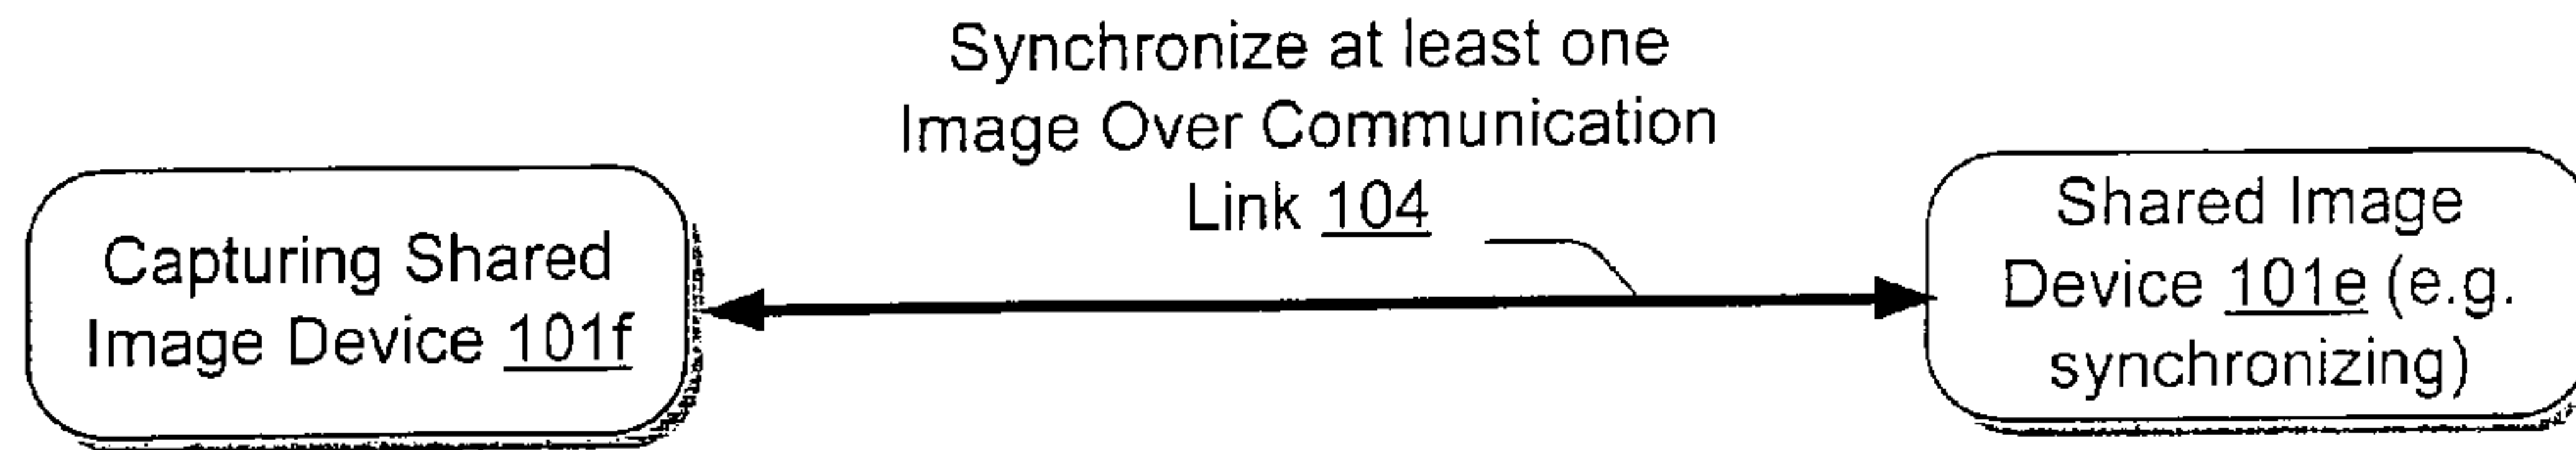 Synchronize at least one
Image Over Communication
Link 104
Capturing Shared
Image Device 101f
Shared Image
Device 101e (e.g.
synchronizing)